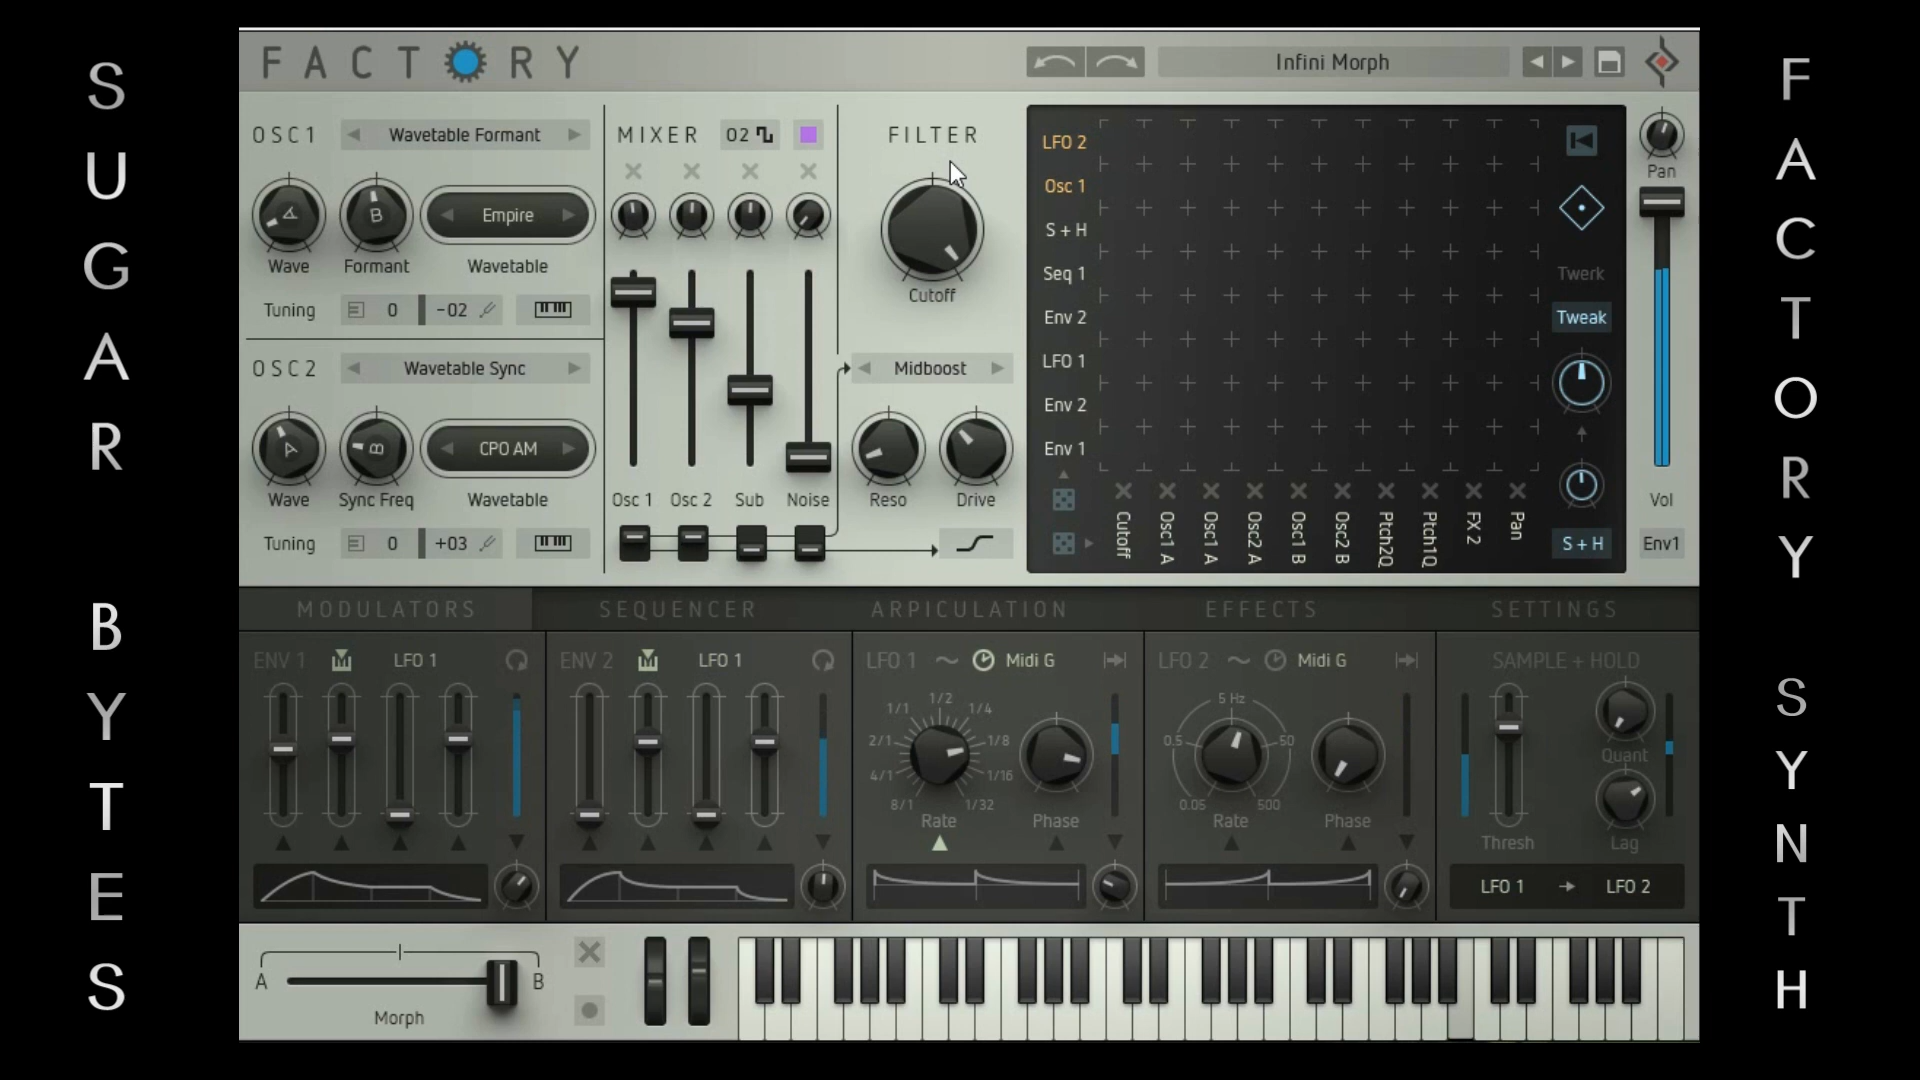 SUGAR BYTES
FACTORY
Infini Morph
FACTORY SYNTH
OSC1
Wavetable Formant
Wave
A
Formant
B
Empire
Wavetable
Tuning
0
-02
OSC2
Wavetable Sync
Wave
A
Sync Freq
B
CPO AM
Wavetable
Tuning
0
+03
MIXER
02
Osc 1
Osc 2
Sub
Noise
FILTER
Cutoff
Midboost
Reso
Drive
LFO 2
Osc 1
S + H
Seq 1
Env 2
LFO 1
Env 2
Env 1
Cutoff
Osc1 A
Osc1 A
Osc2 A
Osc1 B
Osc2 B
Ptch2Q
Ptch1Q
FX 2
Pan
Twerk
Tweak
S + H
Pan
Vol
Env1
MODULATORS
SEQUENCER
ARPICULATION
EFFECTS
SETTINGS
ENV 1
M
LFO 1
ENV 2
M
LFO 1
LFO 1
Midi G
8/1
4/1
2/1
1/1
1/2
1/4
1/8
1/16
1/32
Rate
Phase
LFO 2
Midi G
0.05
0.5
5 Hz
50
500
Rate
Phase
SAMPLE + HOLD
Thresh
Quant
Lag
LFO 1
LFO 2
A
B
Morph